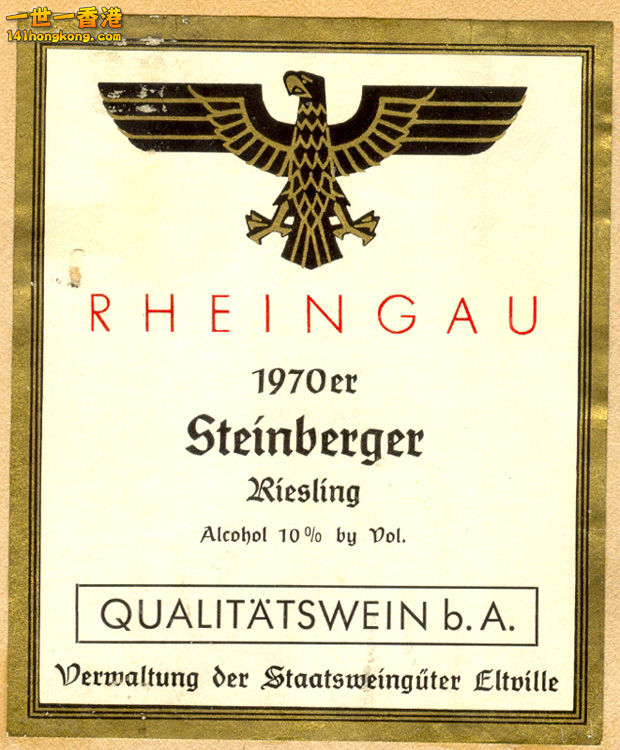 一世一香港
141hongkong.com
RHEINGAU
1970er
Steinberger
Riesling
Alcohol 10% by Vol.
QUALITÄTSWEIN b. A.
Verwaltung der Staatsweingüter Eltville